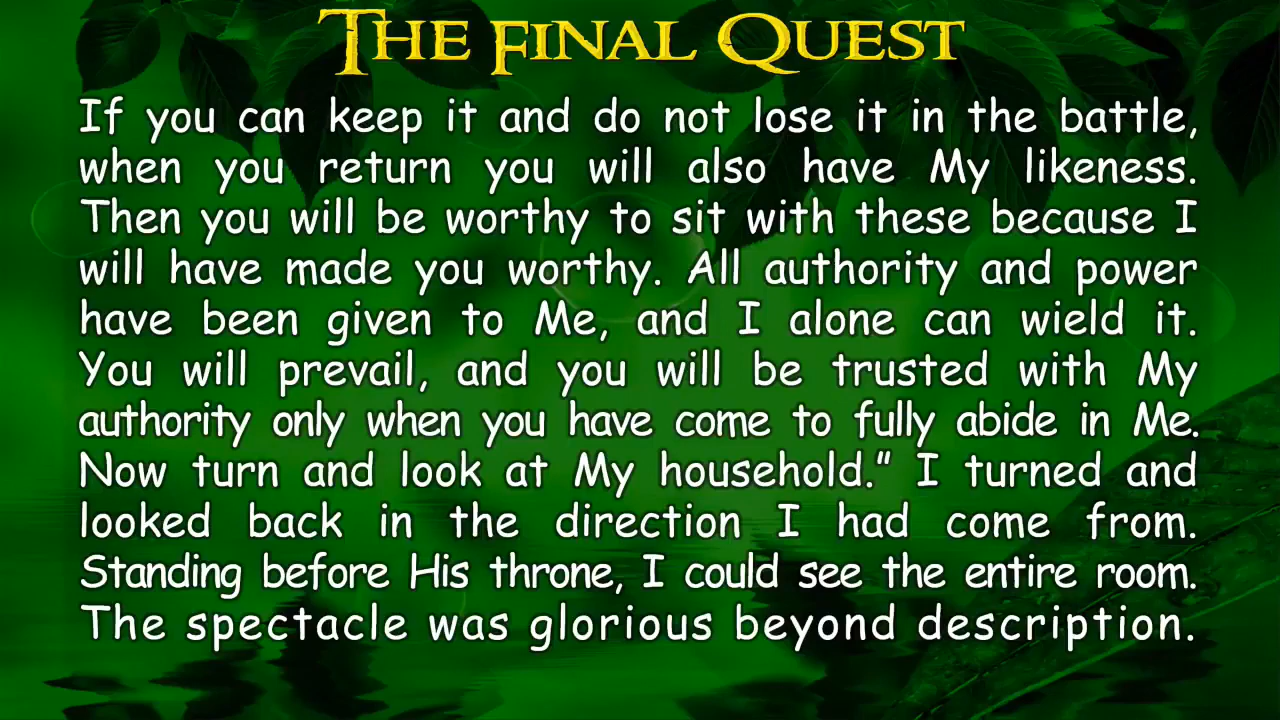 The Final Quest
If you can keep it and do not lose it in the battle,
when you return you will also have My likeness.
Then you will be worthy to sit with these because I
will have made you worthy. All authority and power
have been given to Me, and I alone can wield it.
You will prevail, and you will be trusted with My
authority only when you have come to fully abide in Me.
Now turn and look at My household.” I turned and
looked back in the direction I had come from.
Standing before His throne, I could see the entire room.
The spectacle was glorious beyond description.